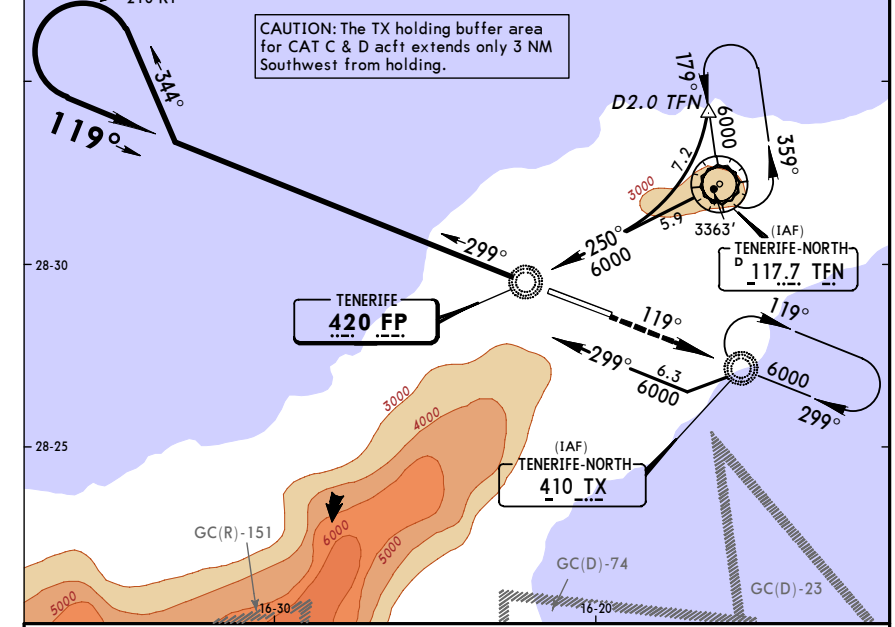 CAUTION: The TX holding buffer area
for CAT C & D acft extends only 3 NM
Southwest from holding.
344°
119°
179°
D2.0 TFN
6000
359°
7.2
3000
5.9
3363'
(IAF)
TENERIFE-NORTH
D 117.7 TFN
250°
6000
299°
28-30
TENERIFE
420 FP
119°
119°
299°
6.3
6000
6000
299°
3000
4000
28-25
(IAF)
TENERIFE-NORTH
410 TX
GC(R)-151
6000
5000
GC(D)-74
GC(D)-23
5000
16-30
16-20